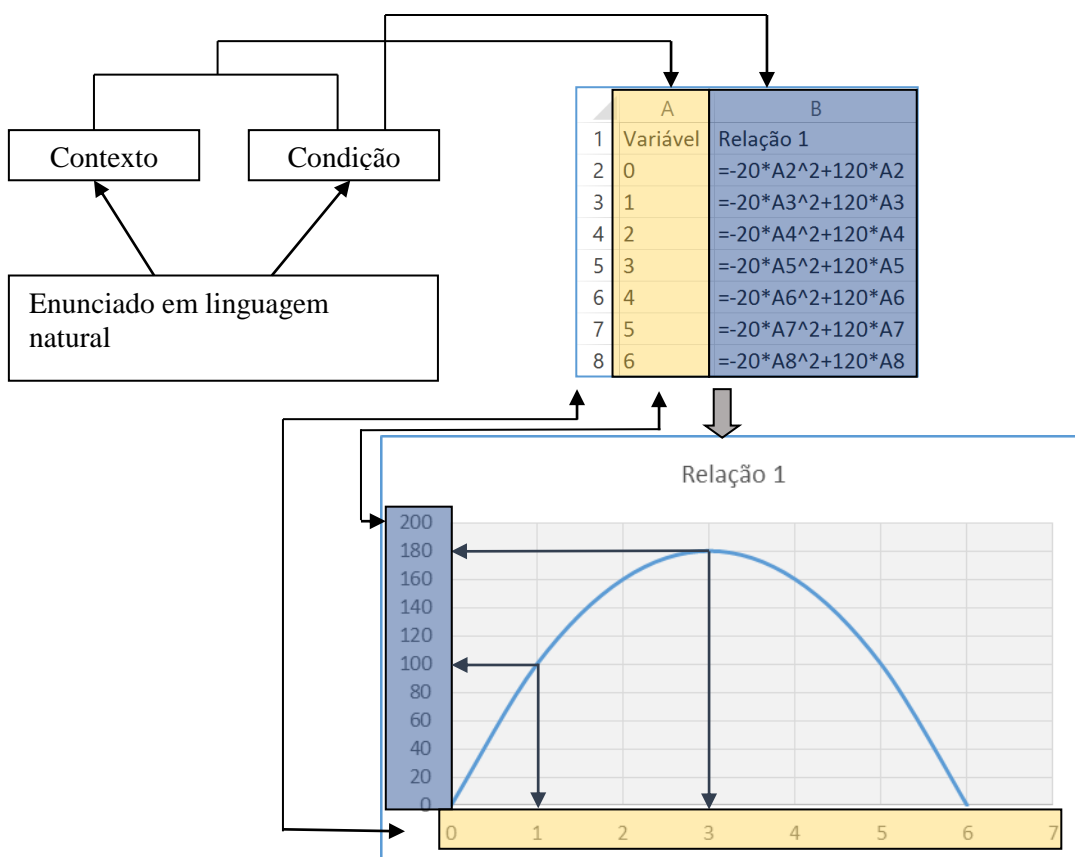 Contexto
Condição
Enunciado em linguagem
natural
A B
1 Variável Relação 1
2 0 =-20*A2^2+120*A2
3 1 =-20*A3^2+120*A3
4 2 =-20*A4^2+120*A4
5 3 =-20*A5^2+120*A5
6 4 =-20*A6^2+120*A6
7 5 =-20*A7^2+120*A7
8 6 =-20*A8^2+120*A8
Relação 1
200
180
160
140
120
100
80
60
40
20
0
0 1 2 3 4 5 6 7